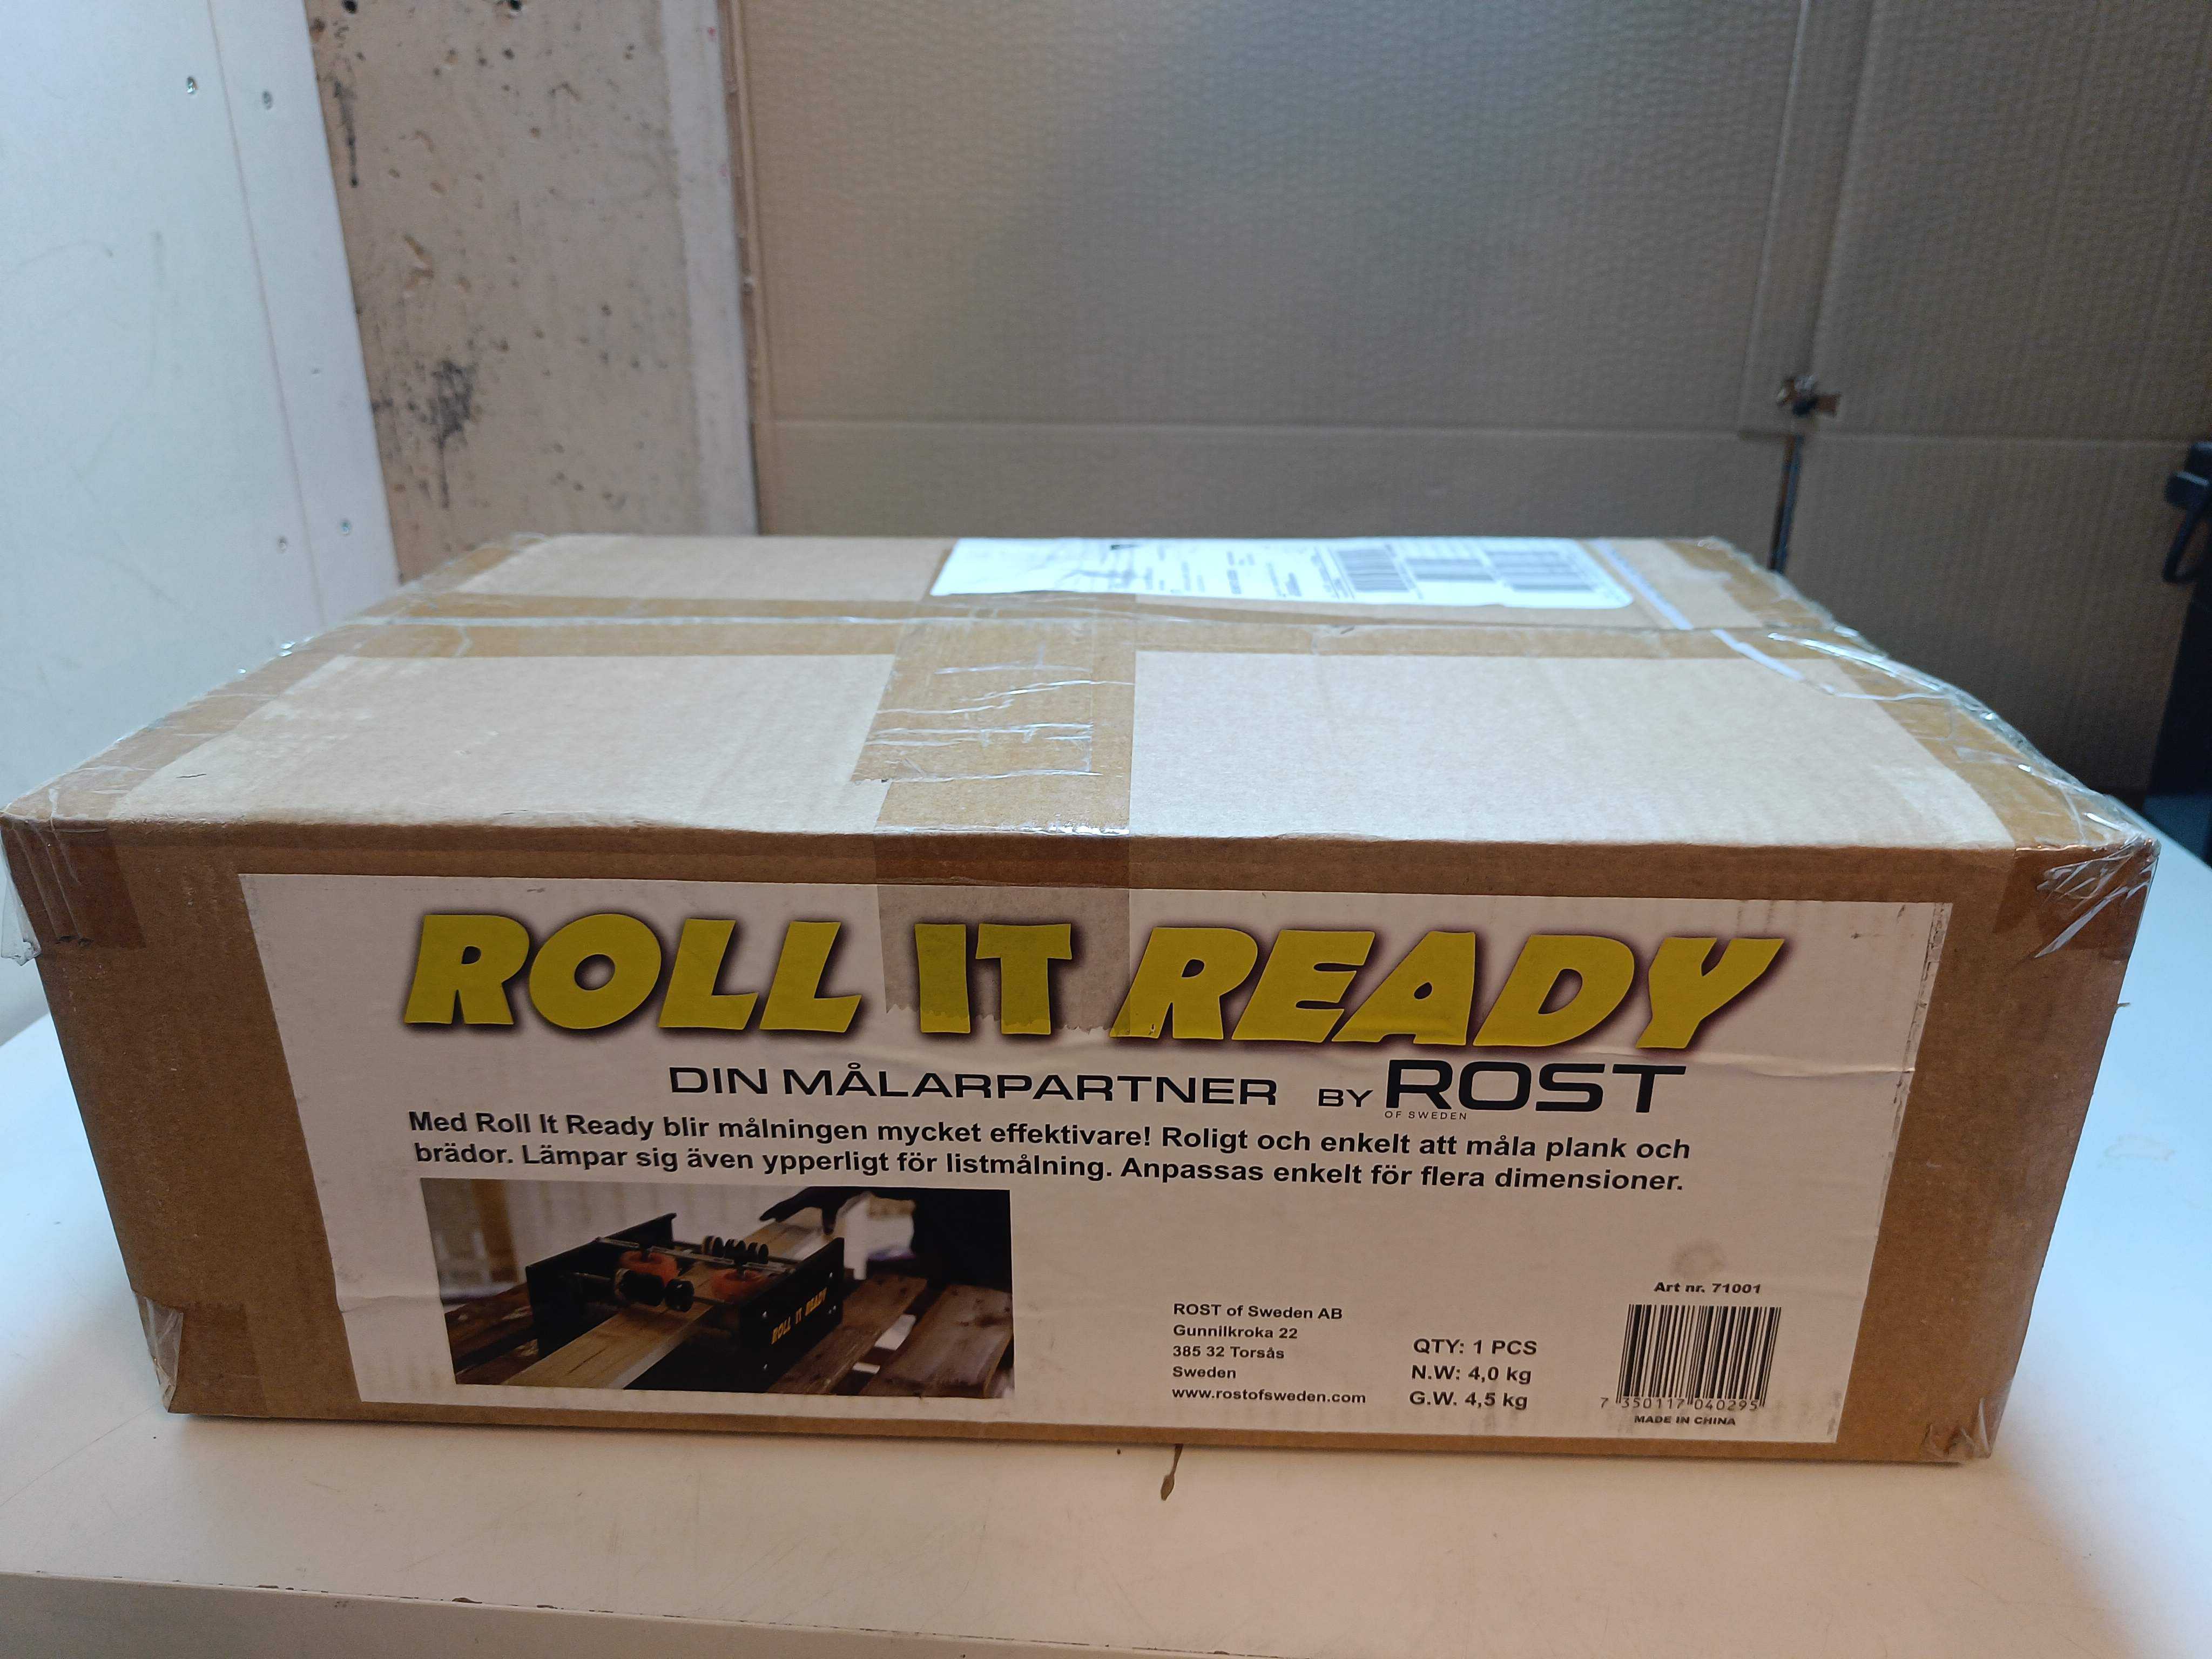 ROLL IT READY
DIN MÅLARPARTNER BY ROST
OF SWEDEN
Med Roll It Ready blir målningen mycket effektivare! Roligt och enkelt att måla plank och
brädor. Lämpar sig även ypperligt för listmålning. Anpassas enkelt för flera dimensioner.
ROLL IT READY
ROST of Sweden AB
Gunnilkroka 22
385 32 Torsås
Sweden
www.rostofsweden.com
QTY: 1 PCS
N.W: 4,0 kg
G.W. 4,5 kg
Art nr. 71001
7 350117 040295
MADE IN CHINA